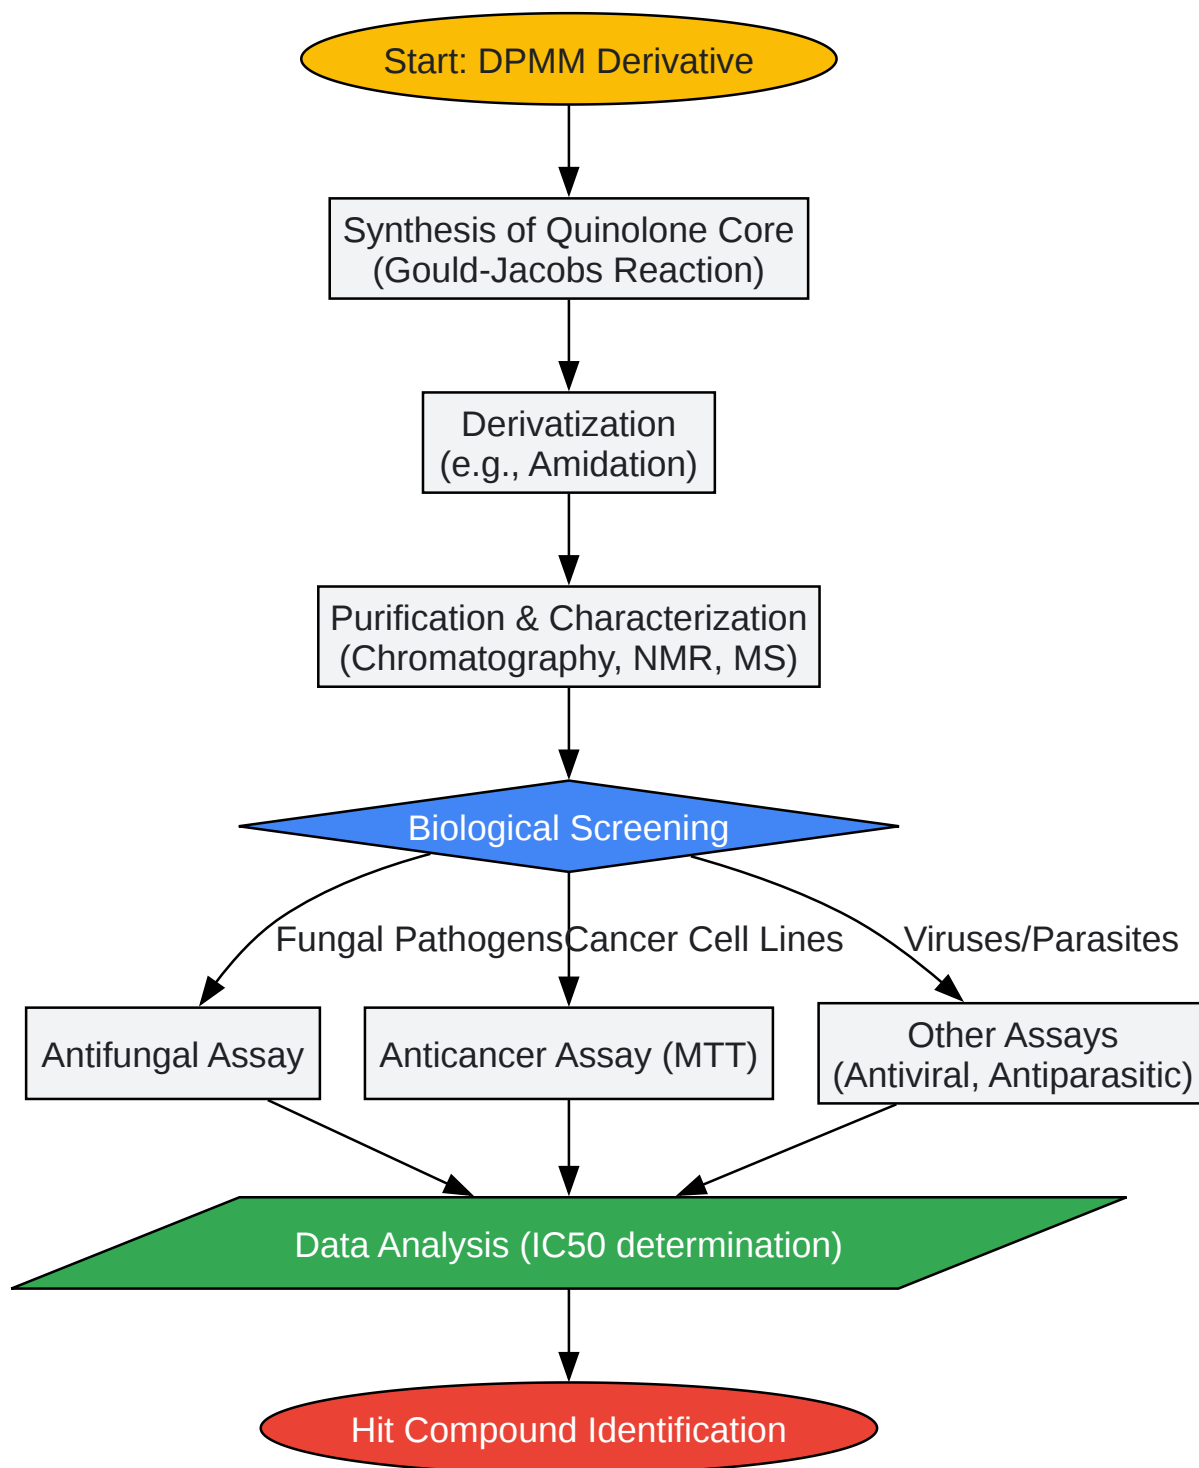 Start: DPMM Derivative
Synthesis of Quinolone Core
(Gould-Jacobs Reaction)
Derivatization
(e.g., Amidation)
Purification & Characterization
(Chromatography, NMR, MS)
Biological Screening
Fungal Pathogens
Cancer Cell Lines
Viruses/Parasites
Antifungal Assay
Anticancer Assay (MTT)
Other Assays
(Antiviral, Antiparasitic)
Data Analysis (IC50 determination)
Hit Compound Identification